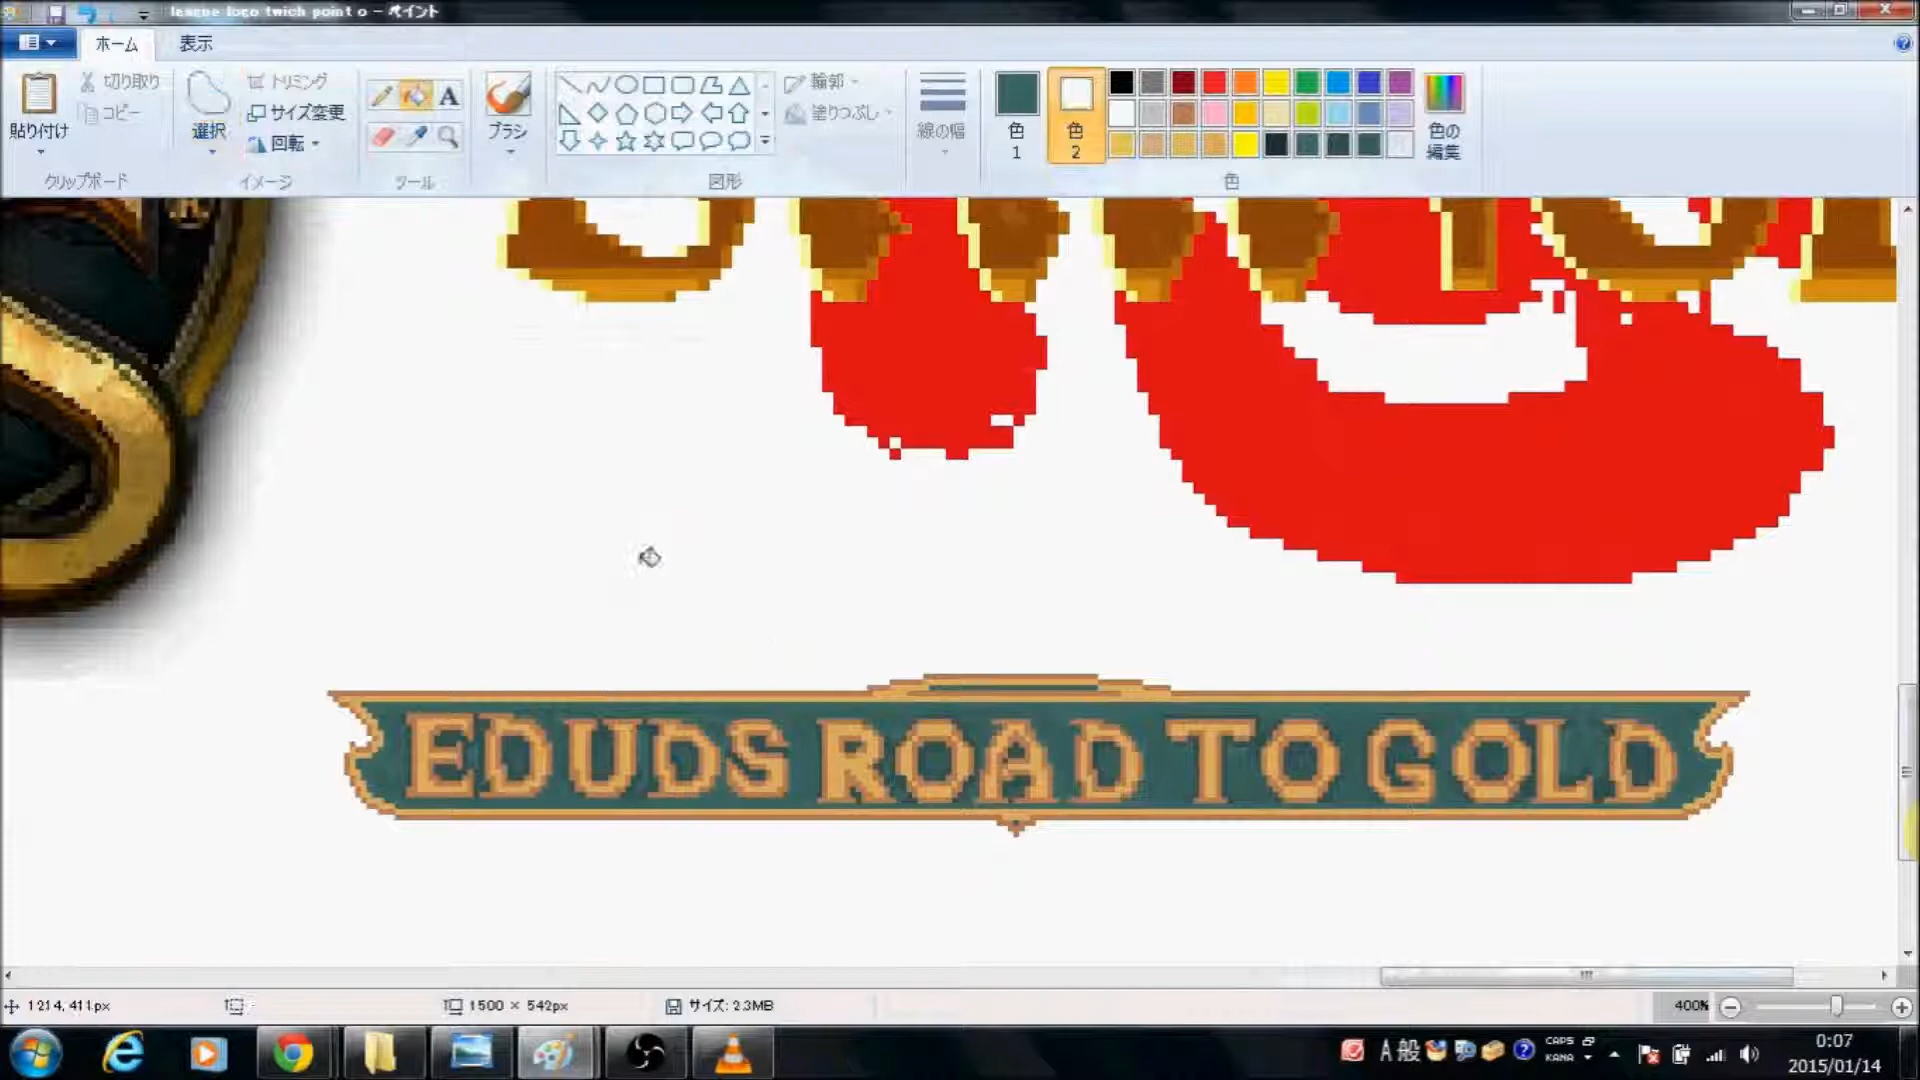 league logo twich point o - ペイント
ホーム 表示
貼り付け
切り取り
コピー
クリップボード
選択
トリミング
サイズ変更
回転
イメージ
A
ツール
ブラシ
輪郭
塗りつぶし
図形
線の幅
色
1
色
2
色の
編集
色
EDUDS ROAD TO GOLD
1214, 411px
1500 × 542px
サイズ: 2.3MB
400%
A 般
CAPS
KANA
0:07
2015/01/14